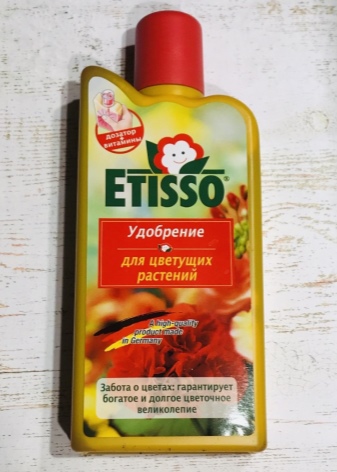 дозатор
+
витамины
ETISSO®
Удобрение
для цветущих
растений
A high-quality
product made
in Germany
Забота о цветах: гарантирует
богатое и долгое цветочное
великолепие